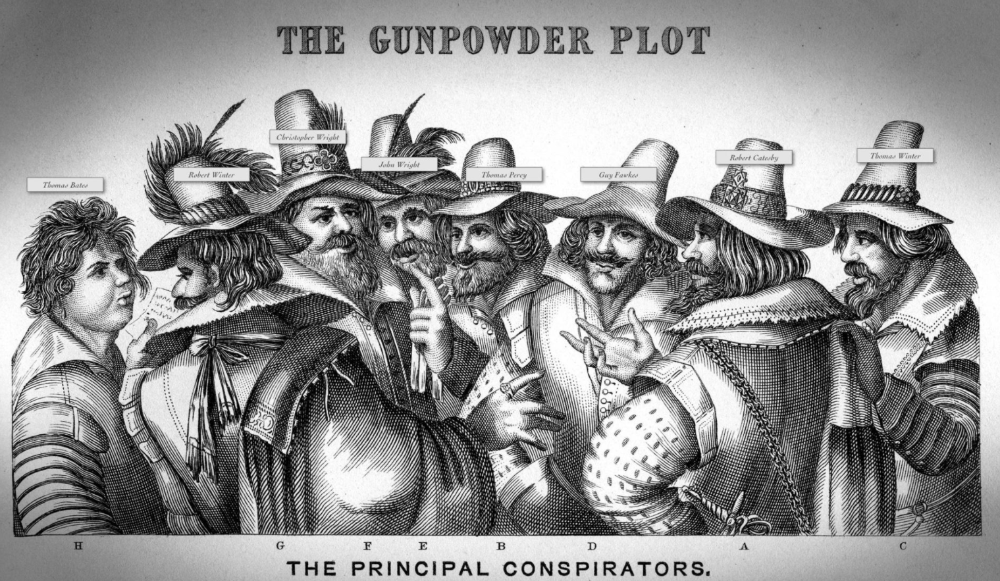 THE GUNPOWDER PLOT
Christopher Wright
Thomas Bates
Robert Winter
John Wright
Thomas Percy
Guy Fawkes
Robert Catesby
Thomas Winter
H G F E B D A C
THE PRINCIPAL CONSPIRATORS.